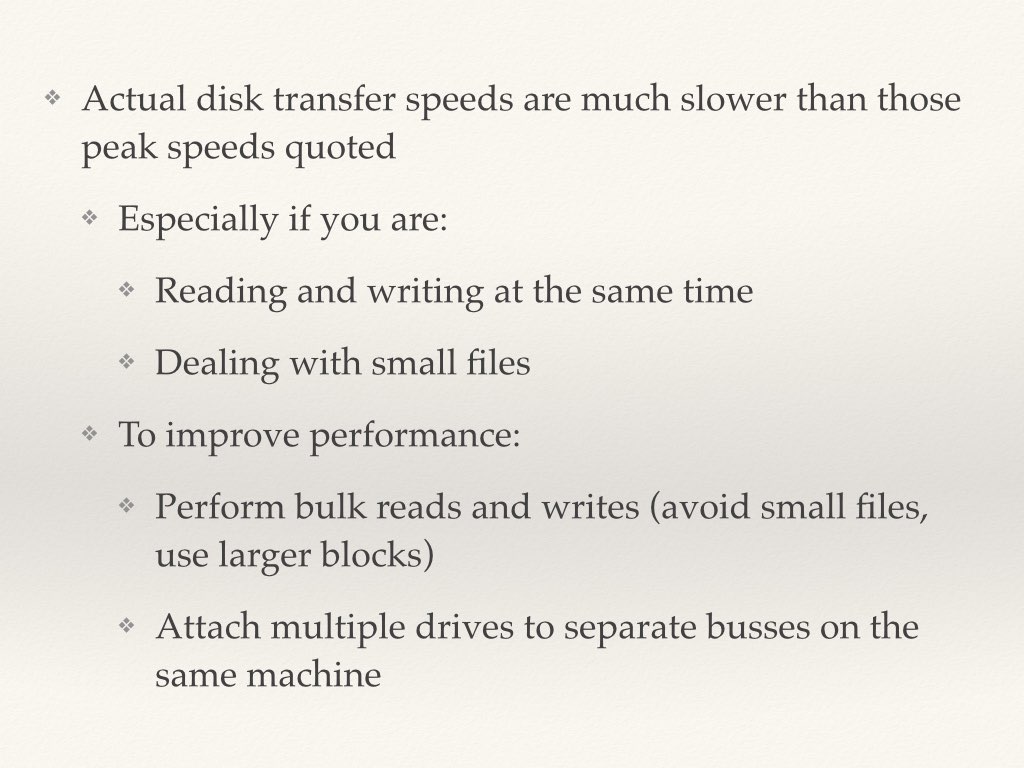 Actual disk transfer speeds are much slower than those
peak speeds quoted
Especially if you are:
Reading and writing at the same time
Dealing with small files
To improve performance:
Perform bulk reads and writes (avoid small files,
use larger blocks)
Attach multiple drives to separate busses on the
same machine